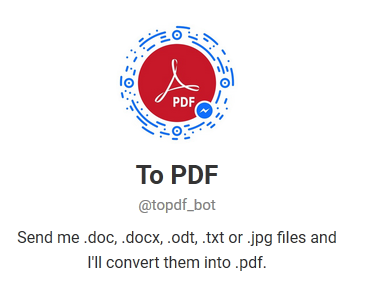 PDF
To PDF
@topdf_bot
Send me .doc, .docx, .odt, .txt or .jpg files and
I'll convert them into .pdf.